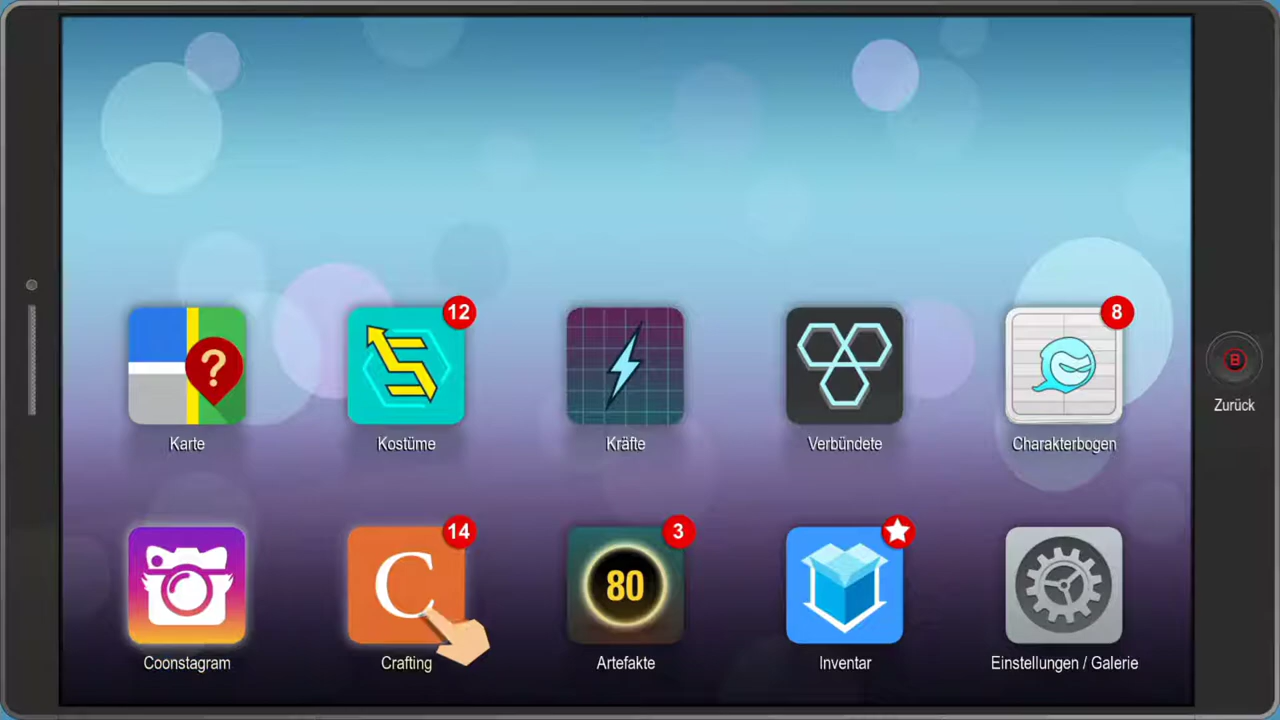 12
8
?
B
Zurück
Karte
Kostüme
Kräfte
Verbündete
Charakterbogen
14
3
C
80
Coonstagram
Crafting
Artefakte
Inventar
Einstellungen / Galerie